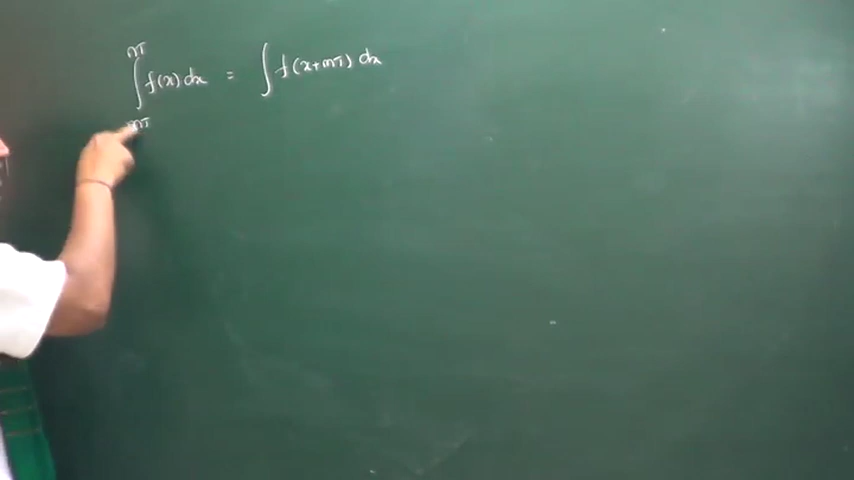 ∫_{mT}^{nT} f(x) dx = ∫ f(x+mT) dx